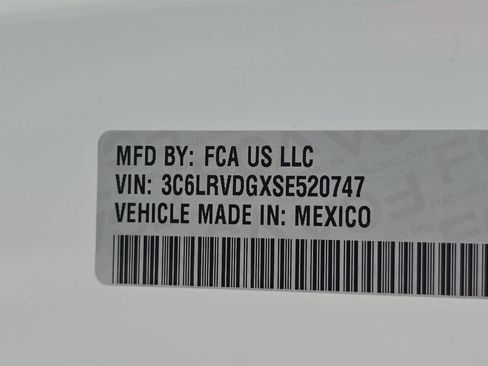 MFD BY: FCA US LLC
VIN: 3C6LRVDGXSE520747
VEHICLE MADE IN: MEXICO